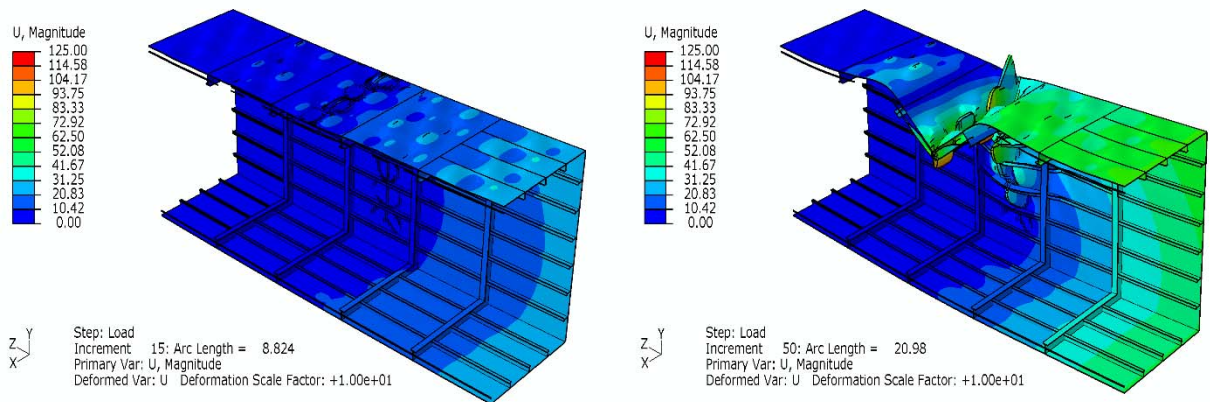 U, Magnitude
125.00
114.58
104.17
93.75
83.33
72.92
62.50
52.08
41.67
31.25
20.83
10.42
0.00
Y
Z
X
Step: Load
Increment 15: Arc Length = 8.824
Primary Var: U, Magnitude
Deformed Var: U Deformation Scale Factor: +1.00e+01
U, Magnitude
125.00
114.58
104.17
93.75
83.33
72.92
62.50
52.08
41.67
31.25
20.83
10.42
0.00
Y
Z
X
Step: Load
Increment 50: Arc Length = 20.98
Primary Var: U, Magnitude
Deformed Var: U Deformation Scale Factor: +1.00e+01